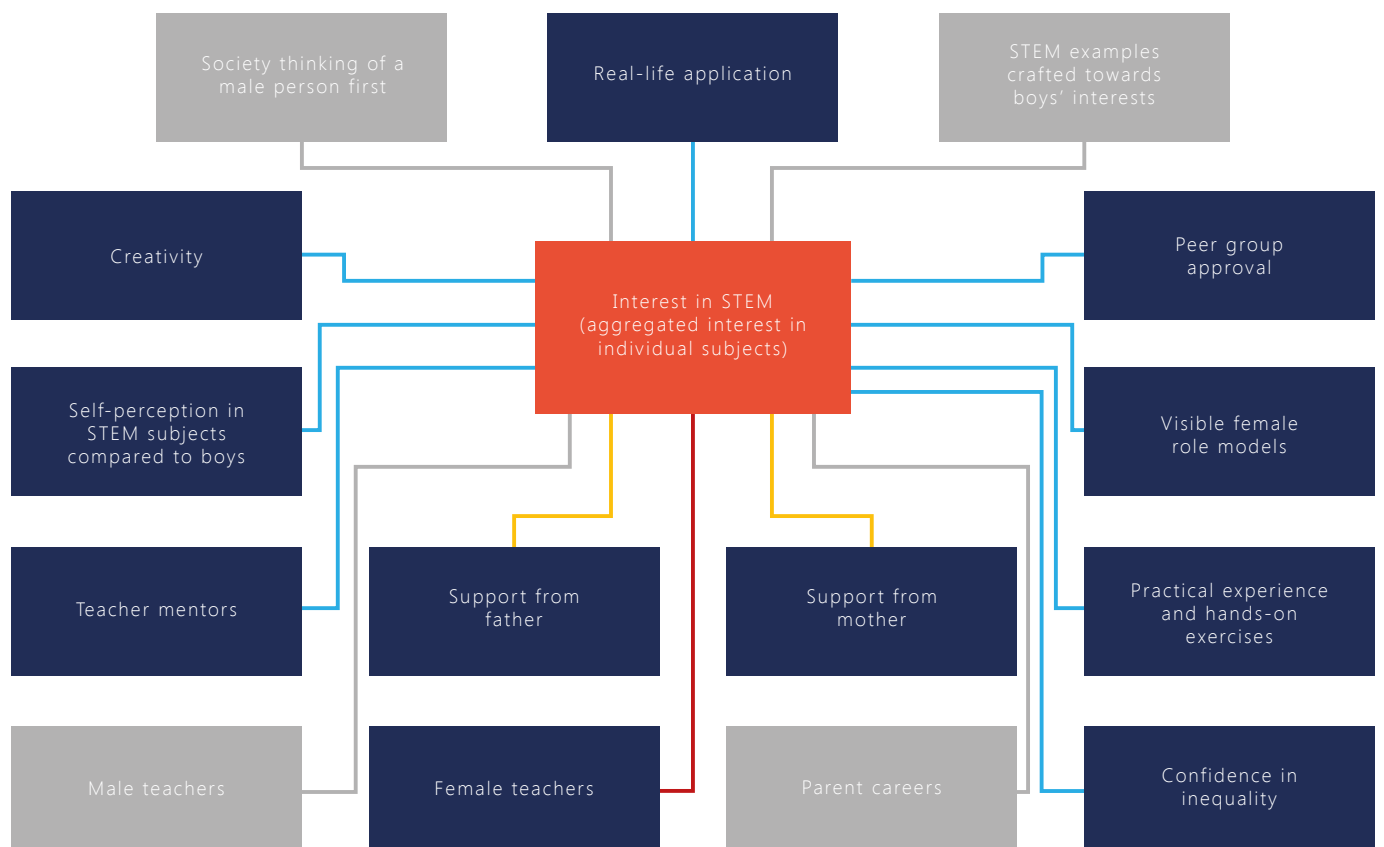 Society thinking of a
male person first
Real-life application
STEM examples
crafted towards
boys’ interests
Creativity
Peer group
approval
Interest in STEM
(aggregated interest in
individual subjects)
Self-perception in
STEM subjects
compared to boys
Visible female
role models
Teacher mentors
Support from
father
Support from
mother
Practical experience
and hands-on
exercises
Male teachers
Female teachers
Parent careers
Confidence in
inequality